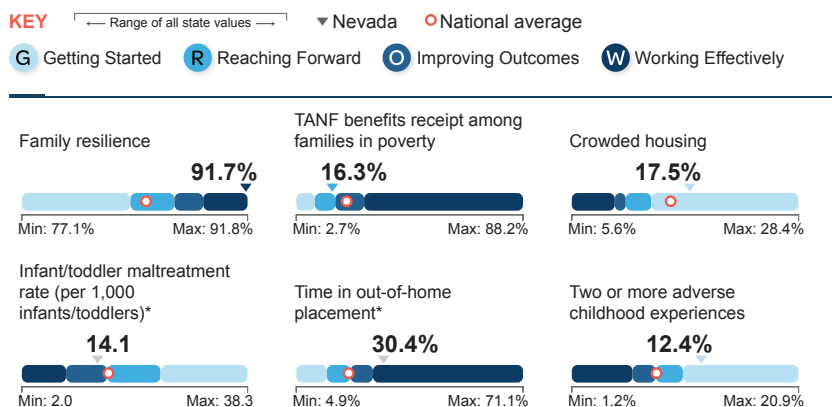 KEY Range of all state values Nevada National average
G Getting Started R Reaching Forward O Improving Outcomes W Working Effectively
Family resilience
91.7%
Min: 77.1% Max: 91.8%
TANF benefits receipt among
families in poverty
16.3%
Min: 2.7% Max: 88.2%
Crowded housing
17.5%
Min: 5.6% Max: 28.4%
Infant/toddler maltreatment
rate (per 1,000
infants/toddlers)*
14.1
Min: 2.0 Max: 38.3
Time in out-of-home
placement*
30.4%
Min: 4.9% Max: 71.1%
Two or more adverse
childhood experiences
12.4%
Min: 1.2% Max: 20.9%